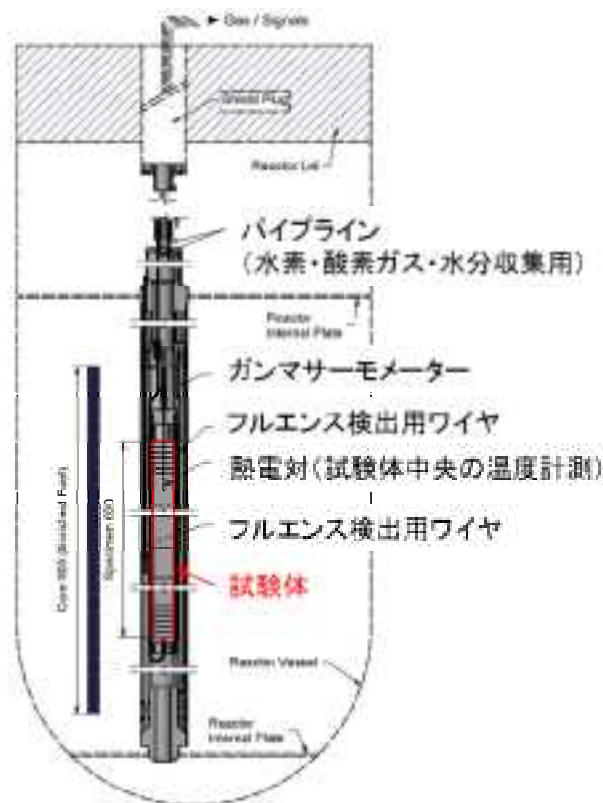 Gas / Signals
Shield Plug
Reactor Lid
パイプライン
(水素・酸素ガス・水分収集用)
Reactor
Internal Plate
ガンマサーモメーター
フルエンス検出用ワイヤ
熱電対(試験体中央の温度計測)
フルエンス検出用ワイヤ
試験体
Reactor Vessel
Reactor
Internal Plate